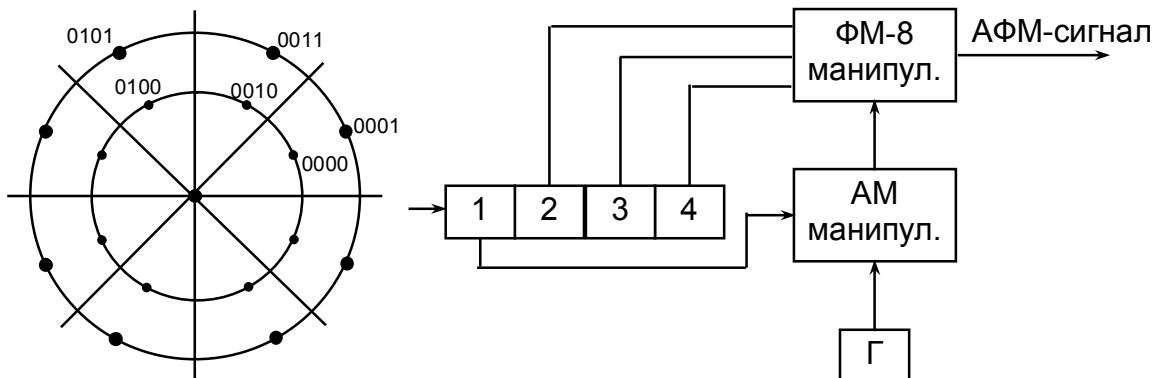 0101
0011
0100
0010
0001
0000
1 2 3 4
ФМ-8
манипул.
АФМ-сигнал
АМ
манипул.
Г